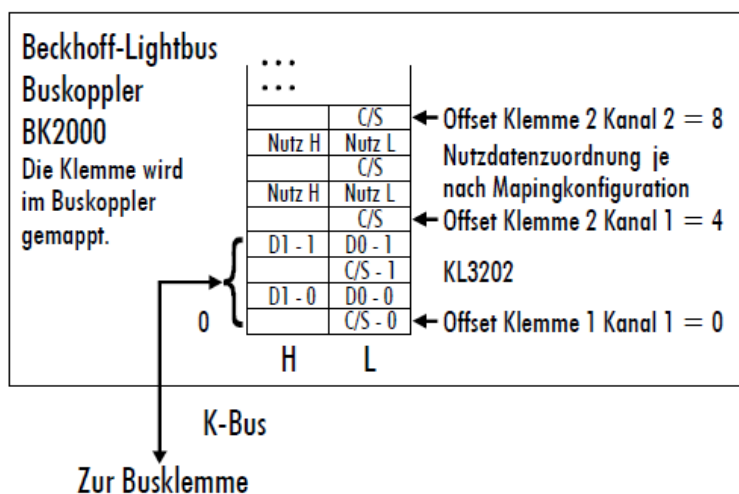 Beckhoff-Lightbus
Buskoppler
BK2000
Die Klemme wird
im Buskoppler
gemappt.
...
...
C/S
Nutz H Nutz L
C/S
Nutz H Nutz L
C/S
D1 - 1 D0 - 1
C/S - 1
D1 - 0 D0 - 0
0 C/S - 0
H L
Offset Klemme 2 Kanal 2 = 8
Nutzdatenzuordnung je
nach Mapingkonfiguration
Offset Klemme 2 Kanal 1 = 4
KL3202
Offset Klemme 1 Kanal 1 = 0
K-Bus
Zur Busklemme